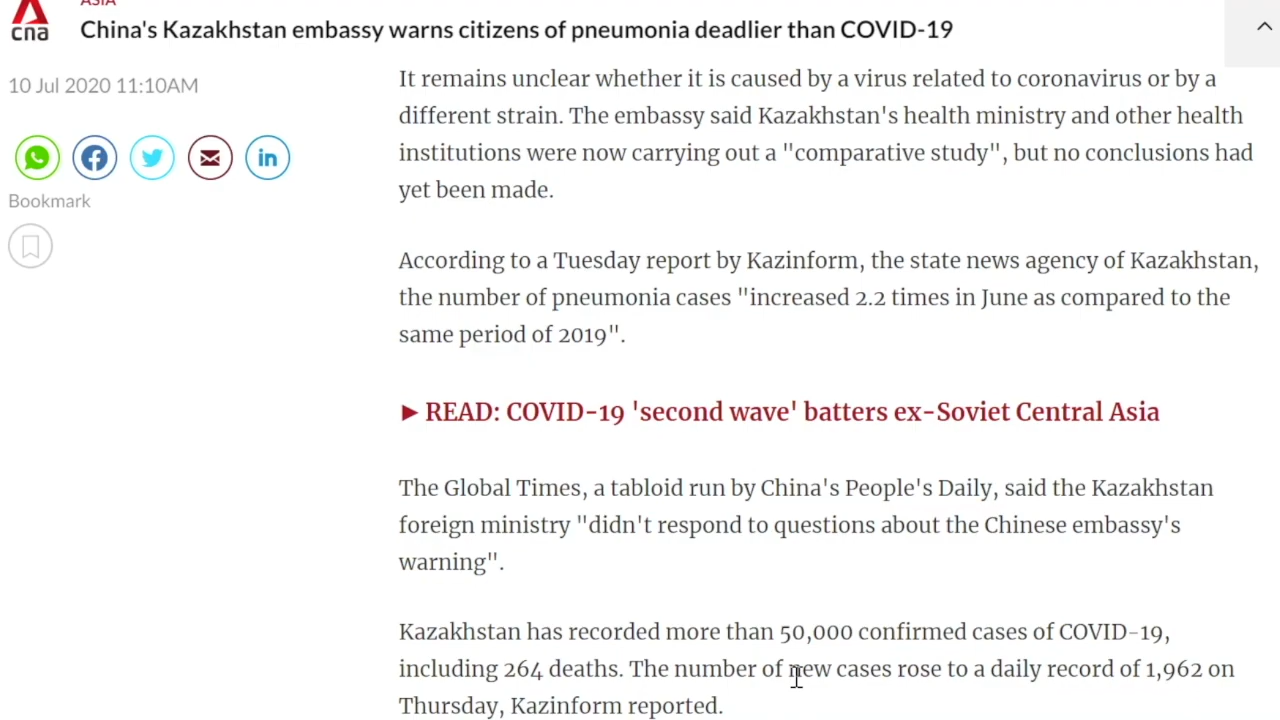 ASIA
cna
China's Kazakhstan embassy warns citizens of pneumonia deadlier than COVID-19
10 Jul 2020 11:10AM
Bookmark
It remains unclear whether it is caused by a virus related to coronavirus or by a
different strain. The embassy said Kazakhstan's health ministry and other health
institutions were now carrying out a "comparative study", but no conclusions had
yet been made.
According to a Tuesday report by Kazinform, the state news agency of Kazakhstan,
the number of pneumonia cases "increased 2.2 times in June as compared to the
same period of 2019".
►READ: COVID-19 'second wave' batters ex-Soviet Central Asia
The Global Times, a tabloid run by China's People's Daily, said the Kazakhstan
foreign ministry "didn't respond to questions about the Chinese embassy's
warning".
Kazakhstan has recorded more than 50,000 confirmed cases of COVID-19,
including 264 deaths. The number of new cases rose to a daily record of 1,962 on
Thursday, Kazinform reported.